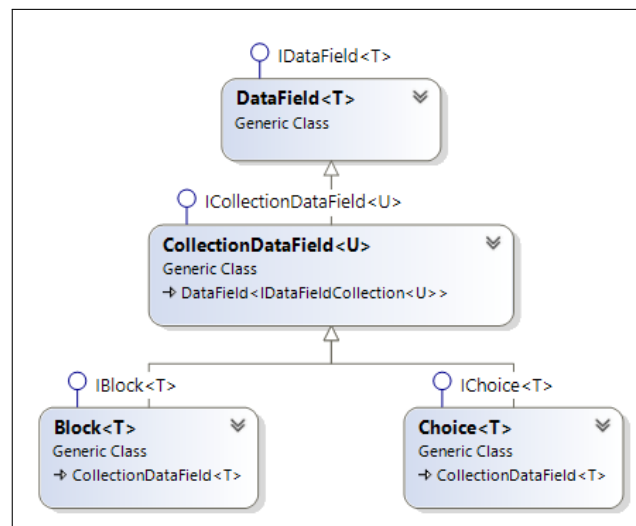 IDataField<T>
DataField<T>
Generic Class
ICollectionDataField<U>
CollectionDataField<U>
Generic Class
DataField<IDataFieldCollection<U>>
IBlock<T>
Block<T>
Generic Class
CollectionDataField<T>
IChoice<T>
Choice<T>
Generic Class
CollectionDataField<T>